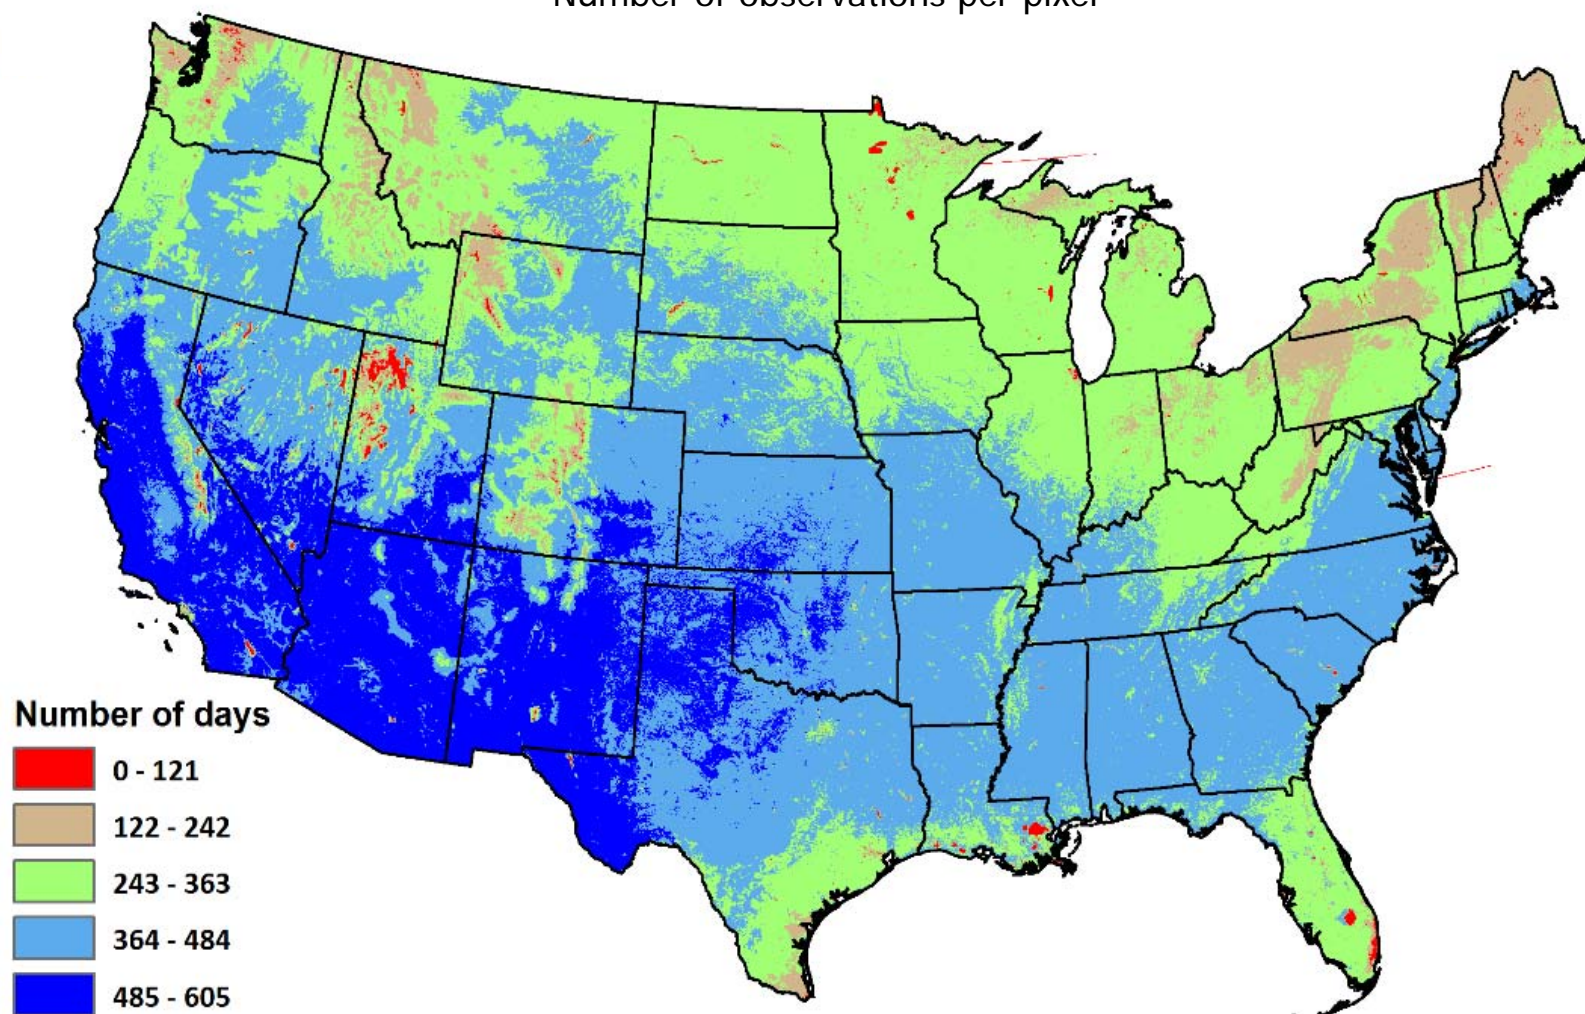 Number of observations per pixel
Number of days
0 - 121
122 - 242
243 - 363
364 - 484
485 - 605